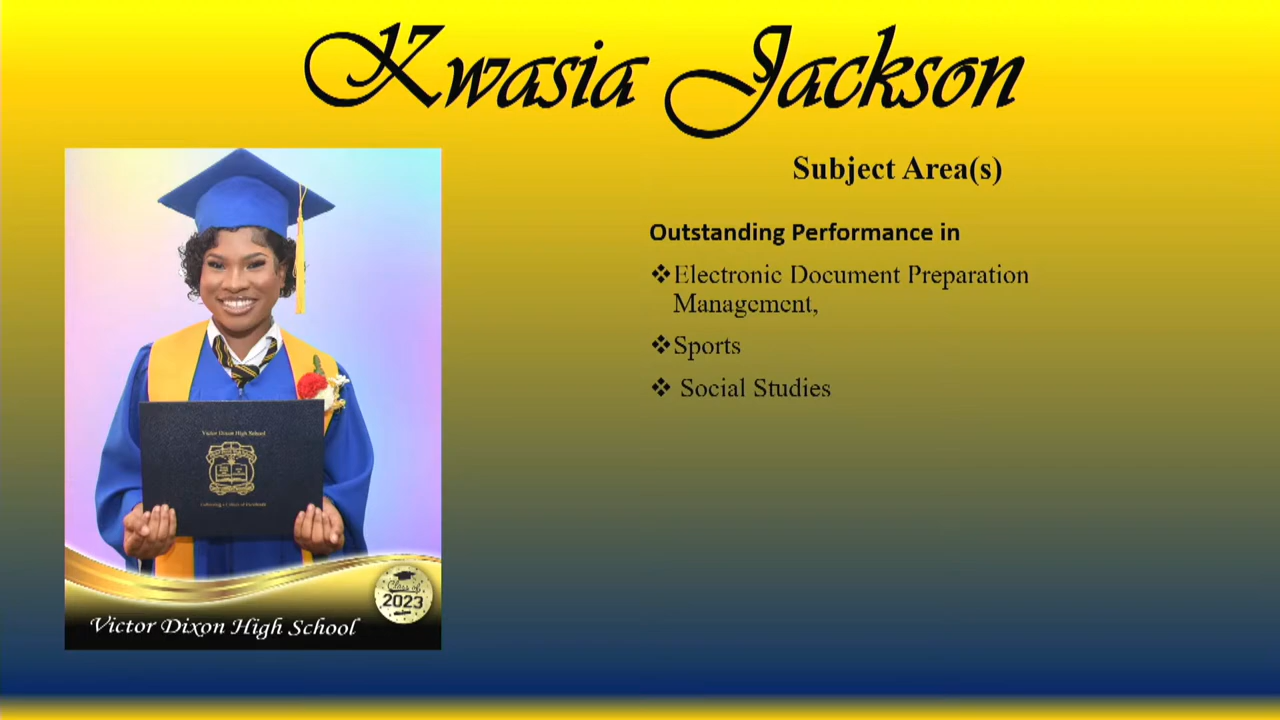 Kwasia Jackson
Subject Area(s)
Outstanding Performance in
❖Electronic Document Preparation
Management,
❖Sports
❖ Social Studies
Victor Dixon High School
Class of
2023
Victor Dixon High School